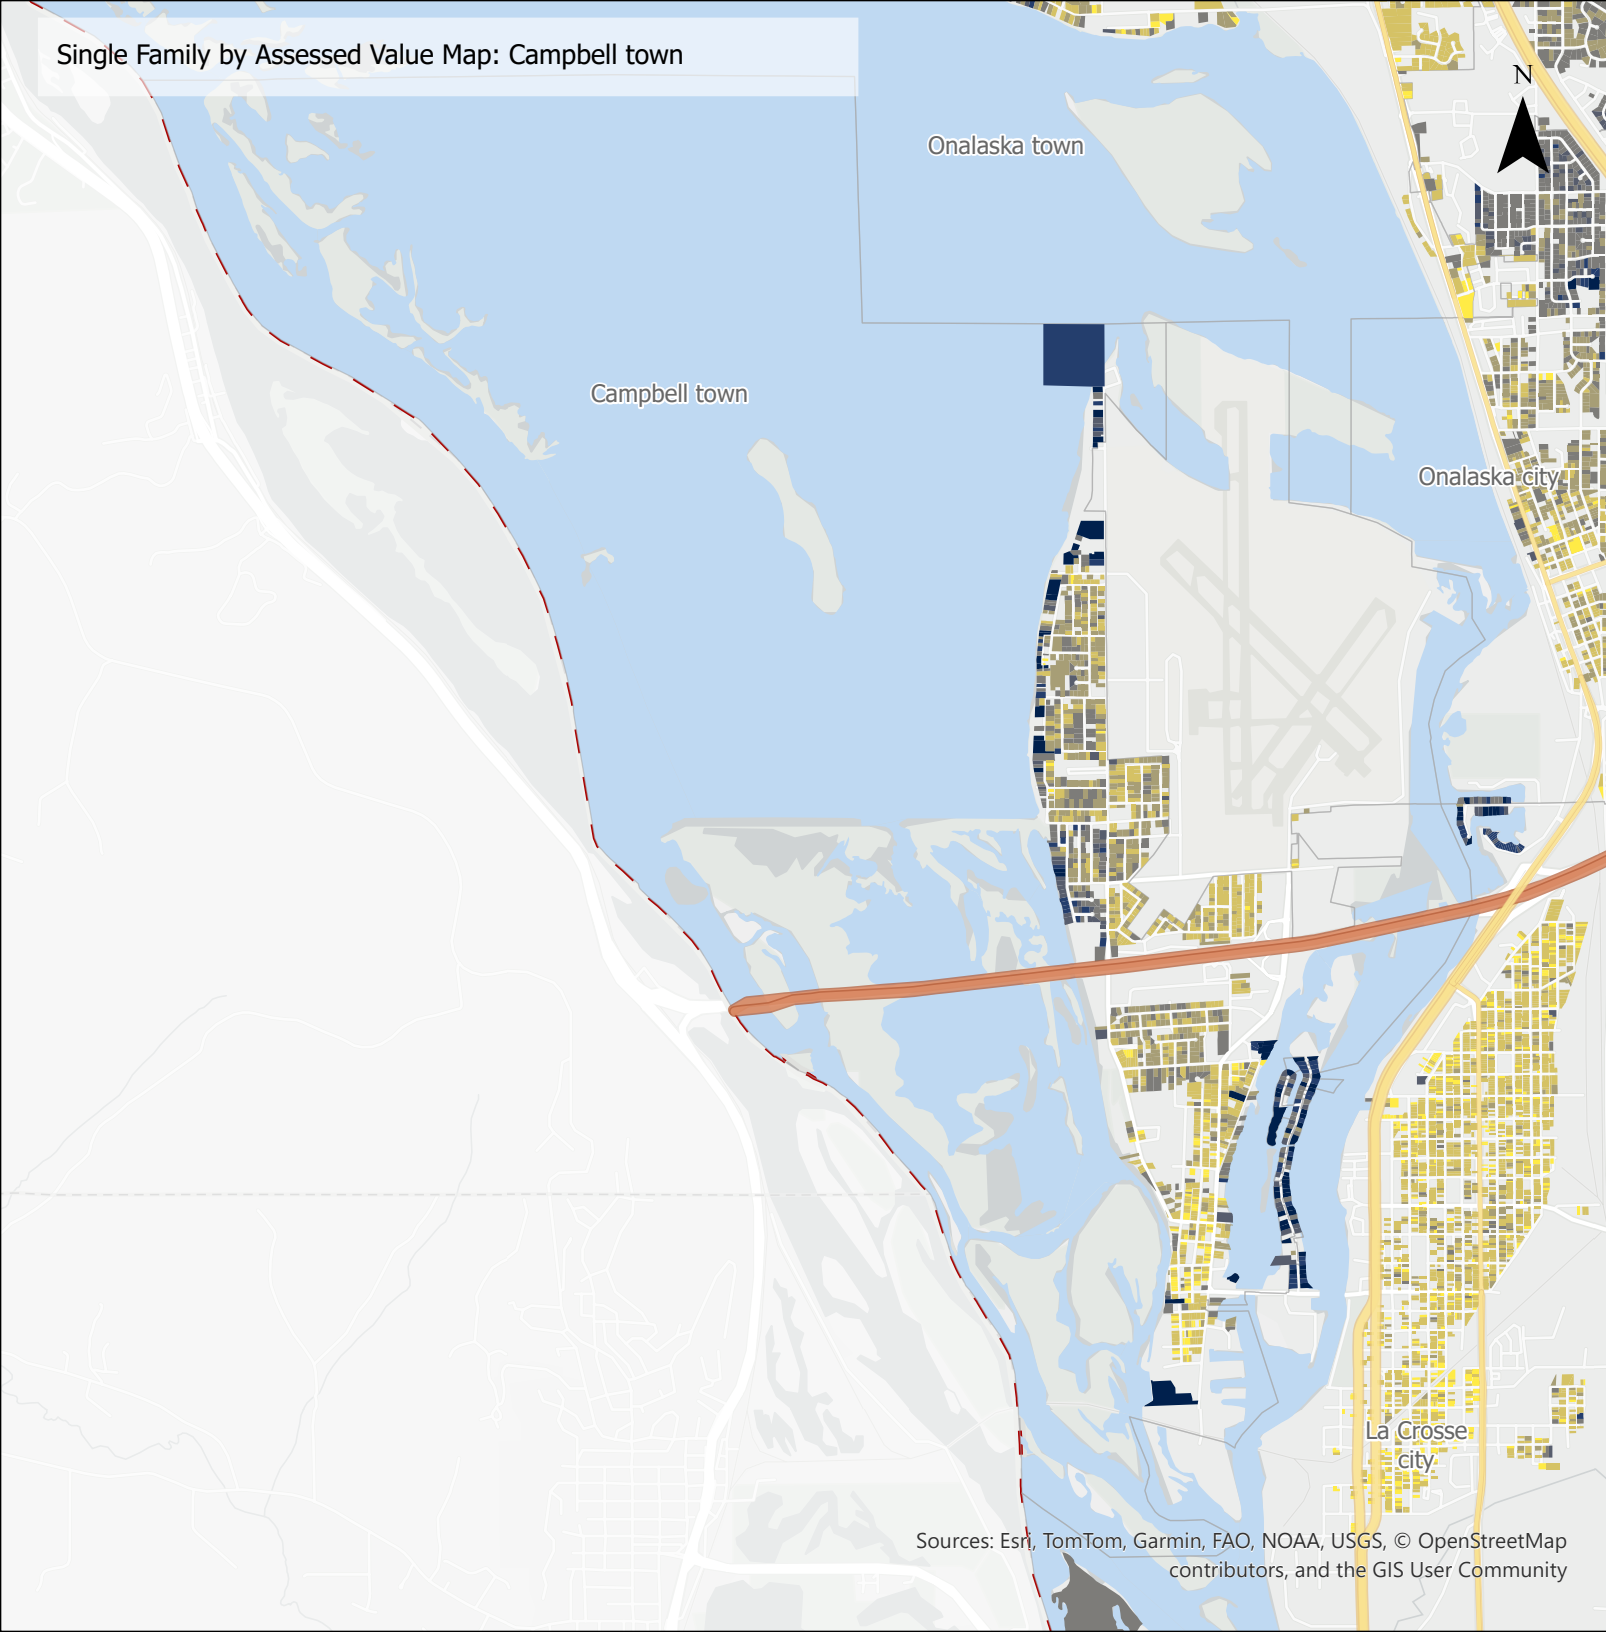 Single Family by Assessed Value Map: Campbell town
N
Onalaska town
Campbell town
Onalaska city
La Crosse
city
Sources: Esri, TomTom, Garmin, FAO, NOAA, USGS, © OpenStreetMap
contributors, and the GIS User Community